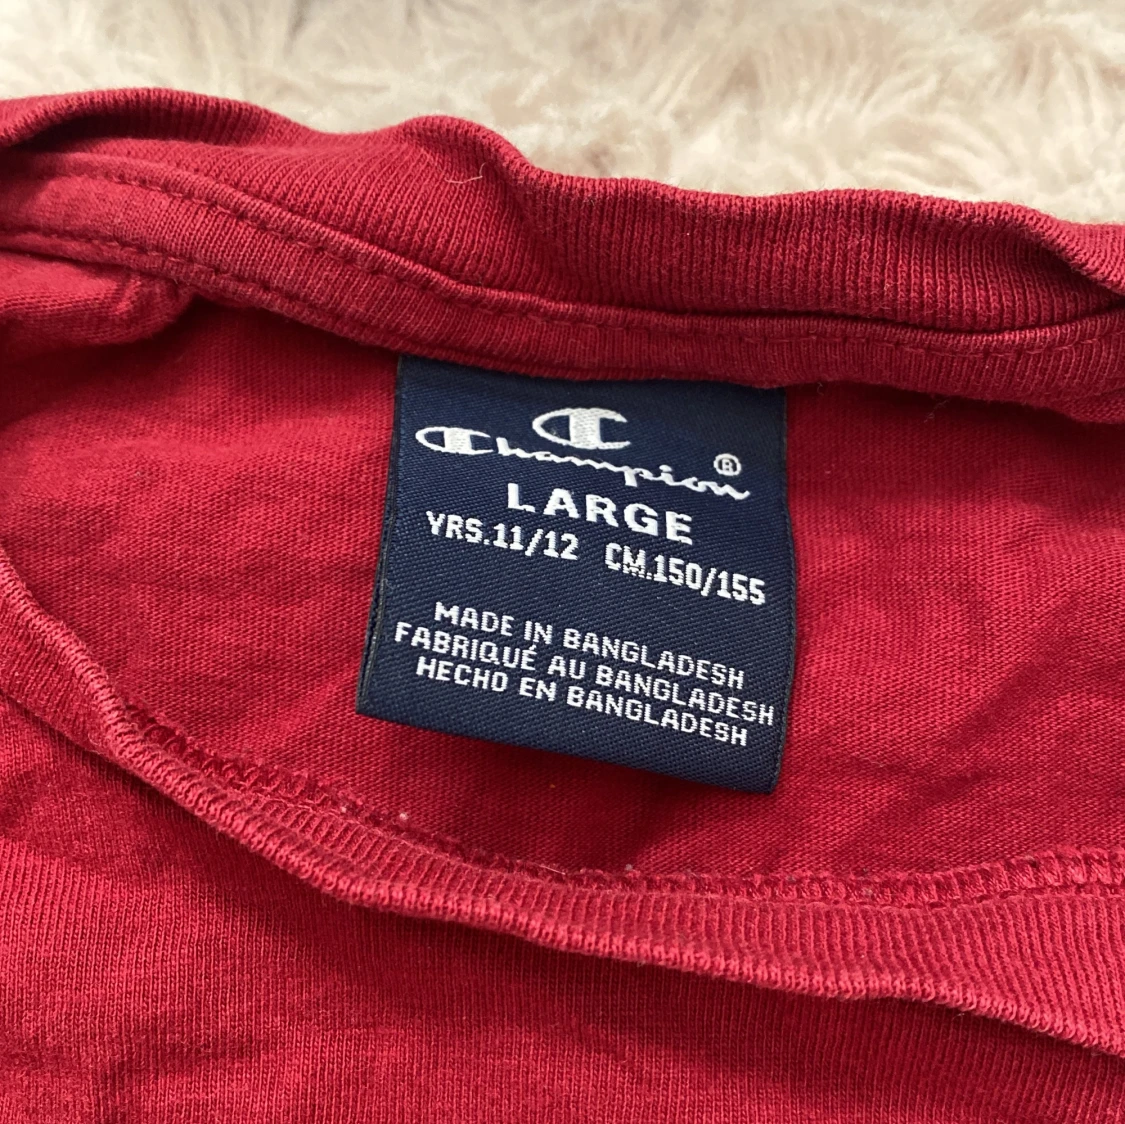 Champion®
LARGE
YRS.11/12 CM.150/155
MADE IN BANGLADESH
FABRIQUÉ AU BANGLADESH
HECHO EN BANGLADESH